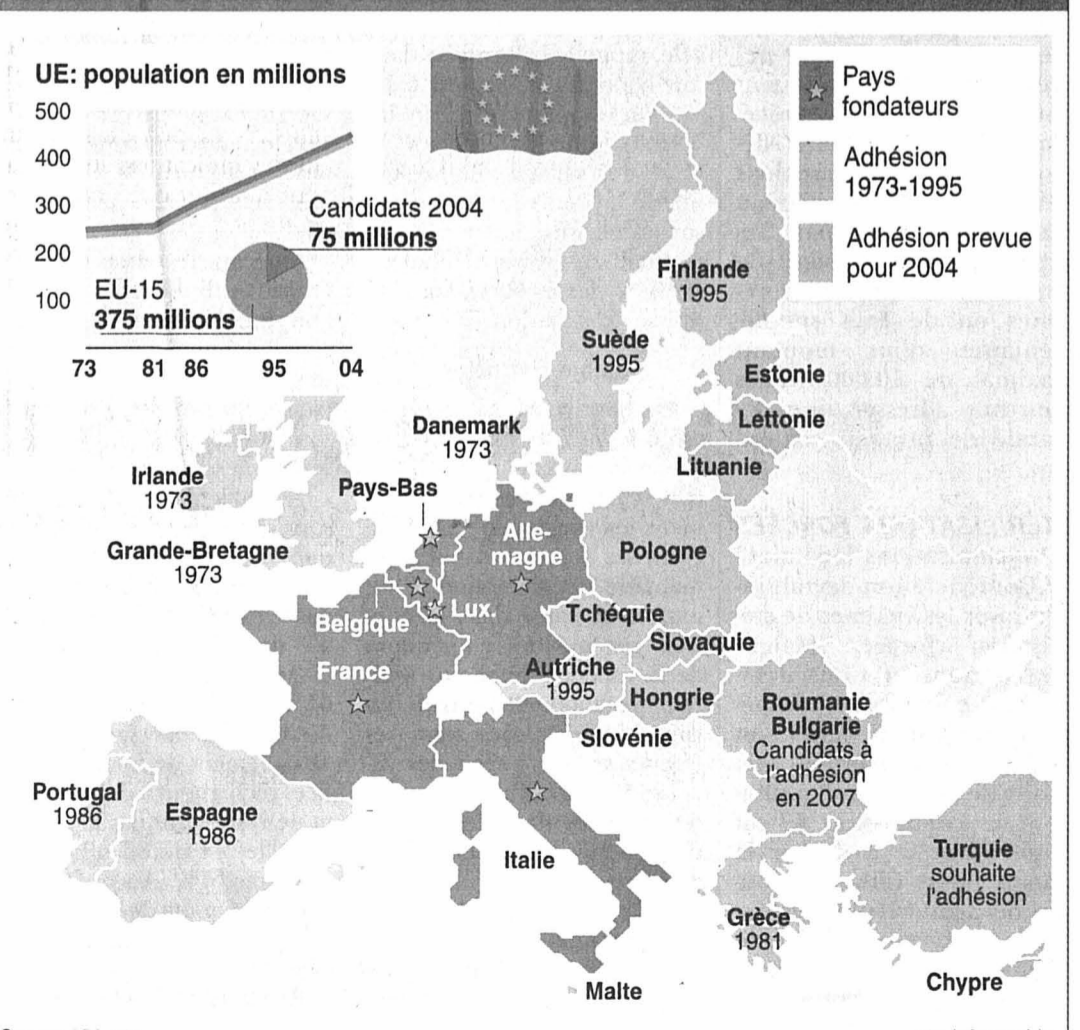 UE: population en millions
500
400
300
200
100
Candidats 2004
75 millions
EU-15
375 millions
73 81 86 95 04
Pays
fondateurs
Adhésion
1973-1995
Adhésion prevue
pour 2004
Finlande
1995
Suède
1995
Estonie
Lettonie
Lituanie
Danemark
1973
Irlande
1973
Pays-Bas
Grande-Bretagne
1973
Alle-
magne
Pologne
Belgique
Lux.
Tchéquie
Slovaquie
France
Autriche
1995
Hongrie
Slovénie
Roumanie
Bulgarie
Candidats à
l'adhésion
en 2007
Portugal
1986
Espagne
1986
Italie
Turquie
souhaite
l'adhésion
Grèce
1981
Malte
Chypre